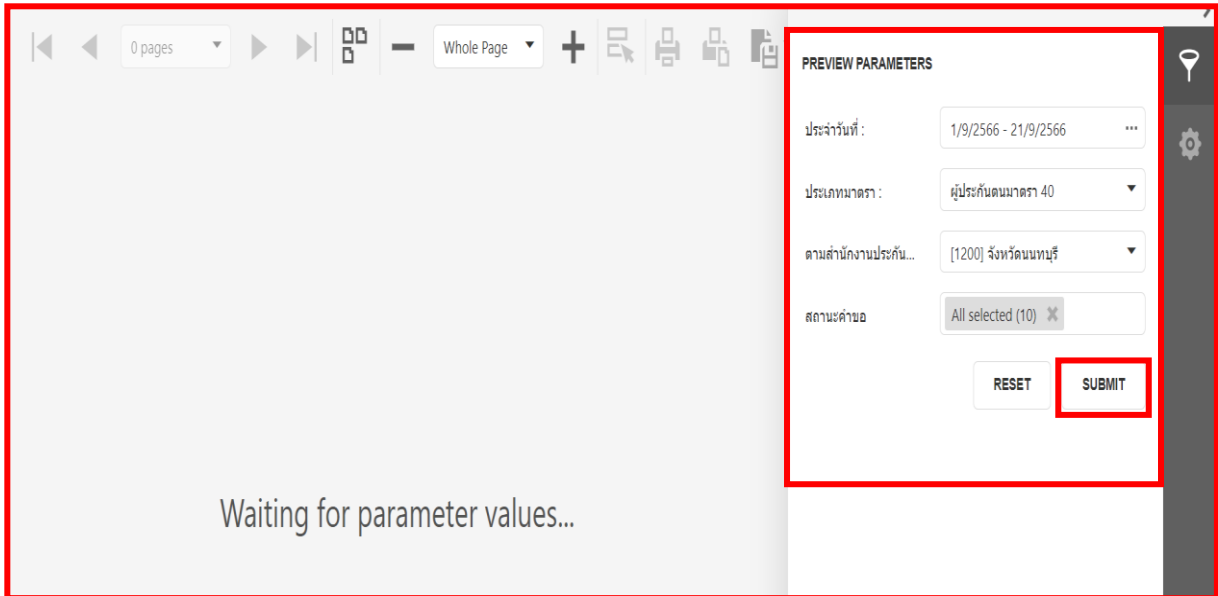 0 pages
Whole Page
PREVIEW PARAMETERS
ประจำวันที่ :
1/9/2566 - 21/9/2566
ประเภทมาตรา :
ผู้ประกันตนมาตรา 40
ตามสำนักงานประกัน...
[1200] จังหวัดนนทบุรี
สถานะคำขอ
All selected (10)
RESET
SUBMIT
Waiting for parameter values...